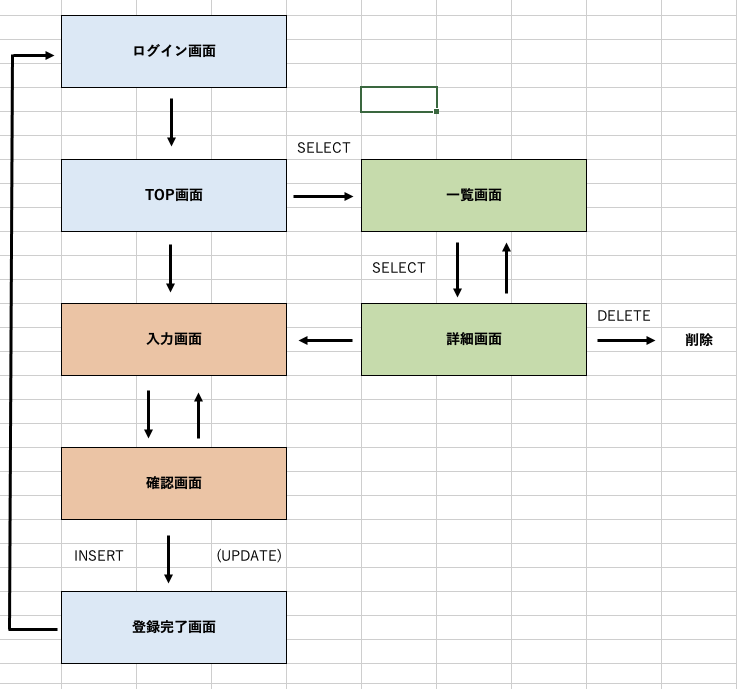 ログイン画面
SELECT
TOP画面
一覧画面
SELECT
DELETE
入力画面
詳細画面
削除
確認画面
INSERT
(UPDATE)
登録完了画面